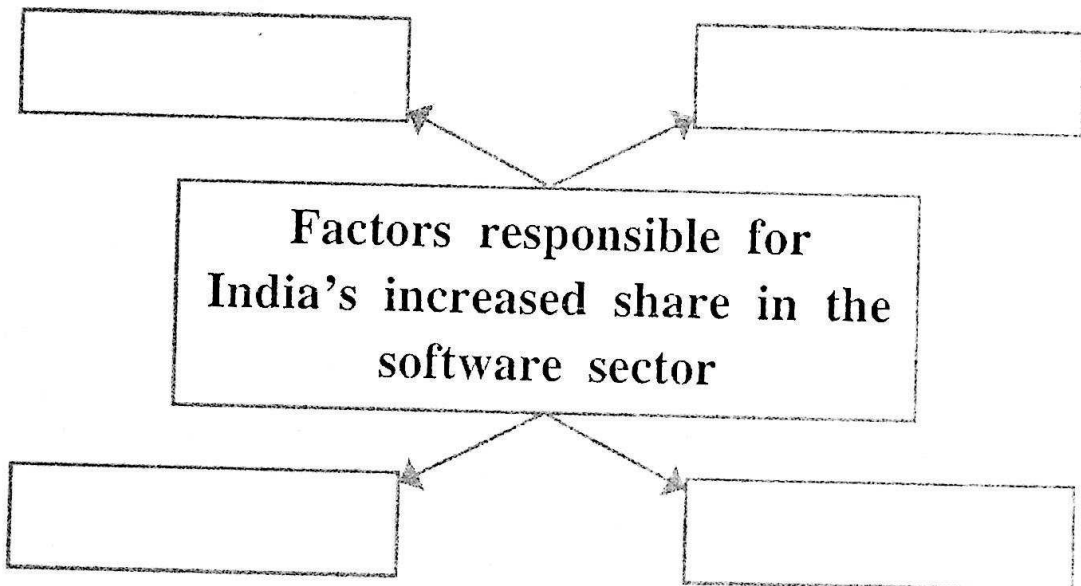 Factors responsible for
India's increased share in the
software sector